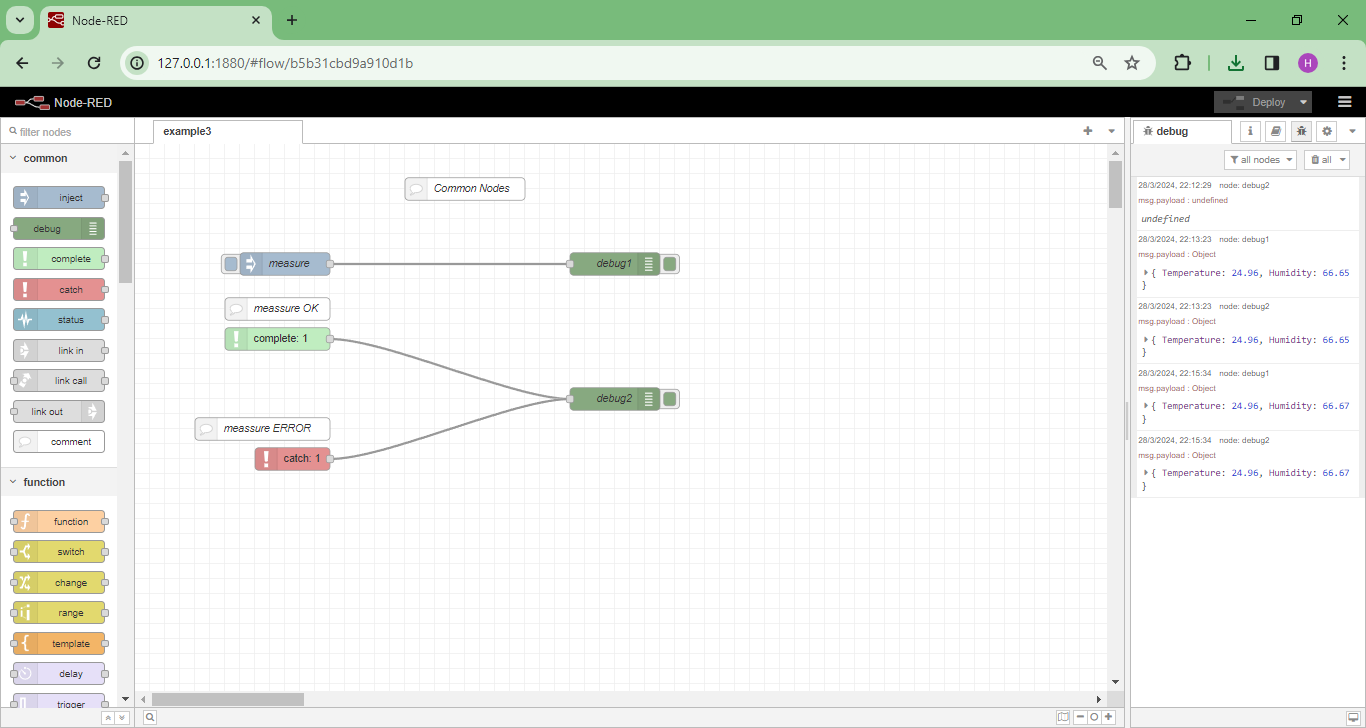 Node-RED
127.0.0.1:1880/#flow/b5b31cbd9a910d1b
H
Node-RED
Deploy
filter nodes
example3
debug
i
common
all nodes
all
inject
debug
complete
catch
status
link in
link call
link out
comment
function
function
switch
change
range
template
delay
trigger
Common Nodes
measure
debug1
meassure OK
complete: 1
debug2
meassure ERROR
catch: 1
28/3/2024, 22:12:29 node: debug2
msg.payload : undefined
undefined
28/3/2024, 22:13:23 node: debug1
msg.payload : Object
{ Temperature: 24.96, Humidity: 66.65
}
28/3/2024, 22:13:23 node: debug2
msg.payload : Object
{ Temperature: 24.96, Humidity: 66.65
}
28/3/2024, 22:15:34 node: debug1
msg.payload : Object
{ Temperature: 24.96, Humidity: 66.67
}
28/3/2024, 22:15:34 node: debug2
msg.payload : Object
{ Temperature: 24.96, Humidity: 66.67
}